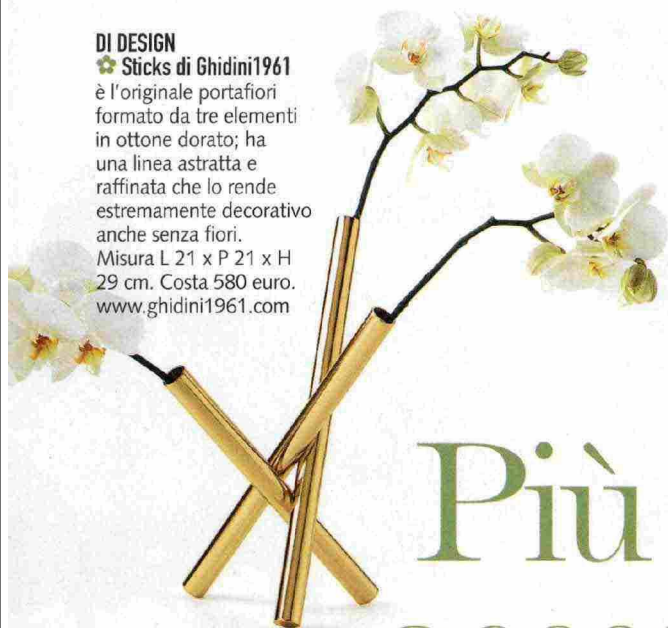 DI DESIGN
Sticks di Ghidini1961
è l'originale portafiori
formato da tre elementi
in ottone dorato; ha
una linea astratta e
raffinata che lo rende
estremamente decorativo
anche senza fiori.
Misura L 21 x P 21 x H
29 cm. Costa 580 euro.
www.ghidini1961.com
Più